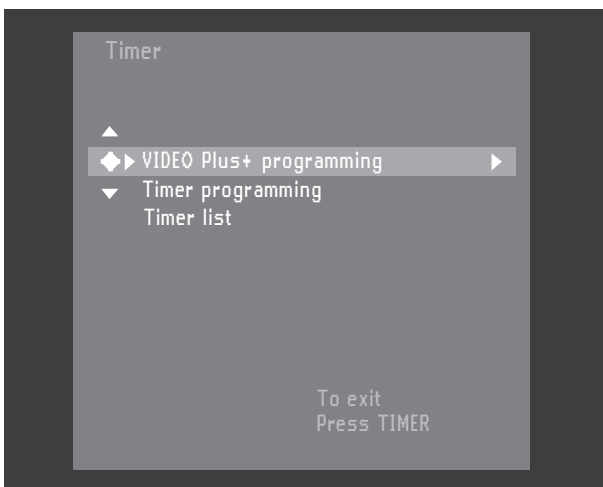 Timer
VIDEO Plus+ programming
Timer programming
Timer list
To exit
Press TIMER